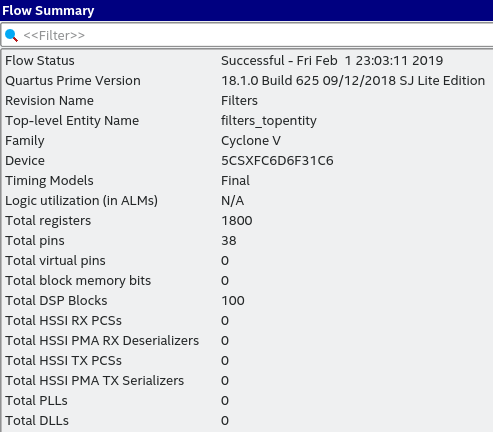 Flow Summary
<<Filter>>
Flow Status Successful - Fri Feb 1 23:03:11 2019
Quartus Prime Version 18.1.0 Build 625 09/12/2018 SJ Lite Edition
Revision Name Filters
Top-level Entity Name filters_topentity
Family Cyclone V
Device 5CSXFC6D6F31C6
Timing Models Final
Logic utilization (in ALMs) N/A
Total registers 1800
Total pins 38
Total virtual pins 0
Total block memory bits 0
Total DSP Blocks 100
Total HSSI RX PCSs 0
Total HSSI PMA RX Deserializers 0
Total HSSI TX PCSs 0
Total HSSI PMA TX Serializers 0
Total PLLs 0
Total DLLs 0